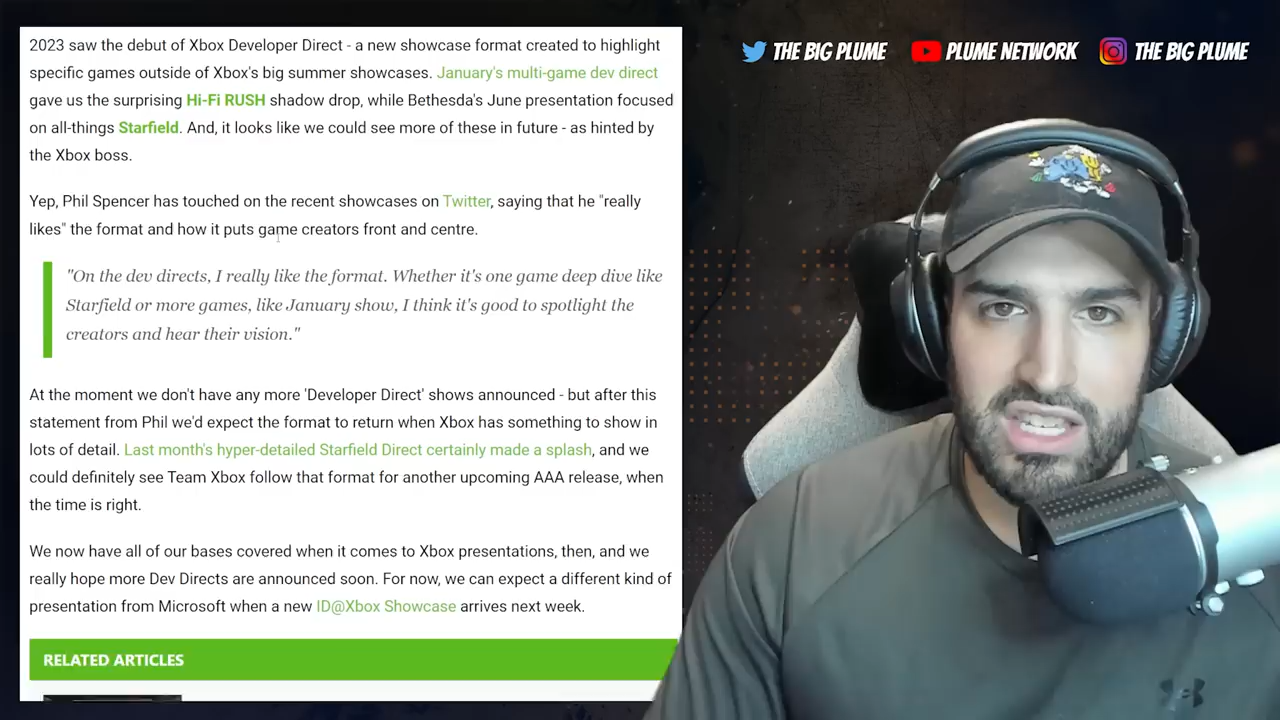 2023 saw the debut of Xbox Developer Direct - a new showcase format created to highlight
specific games outside of Xbox's big summer showcases. January's multi-game dev direct
gave us the surprising Hi-Fi RUSH shadow drop, while Bethesda's June presentation focused
on all-things Starfield. And, it looks like we could see more of these in future - as hinted by
the Xbox boss.
Yep, Phil Spencer has touched on the recent showcases on Twitter, saying that he "really
likes" the format and how it puts game creators front and centre.
"On the dev directs, I really like the format. Whether it's one game deep dive like
Starfield or more games, like January show, I think it's good to spotlight the
creators and hear their vision."
At the moment we don't have any more 'Developer Direct' shows announced - but after this
statement from Phil we'd expect the format to return when Xbox has something to show in
lots of detail. Last month's hyper-detailed Starfield Direct certainly made a splash, and we
could definitely see Team Xbox follow that format for another upcoming AAA release, when
the time is right.
We now have all of our bases covered when it comes to Xbox presentations, then, and we
really hope more Dev Directs are announced soon. For now, we can expect a different kind of
presentation from Microsoft when a new ID@Xbox Showcase arrives next week.
RELATED ARTICLES
THE BIG PLUME PLUME NETWORK THE BIG PLUME